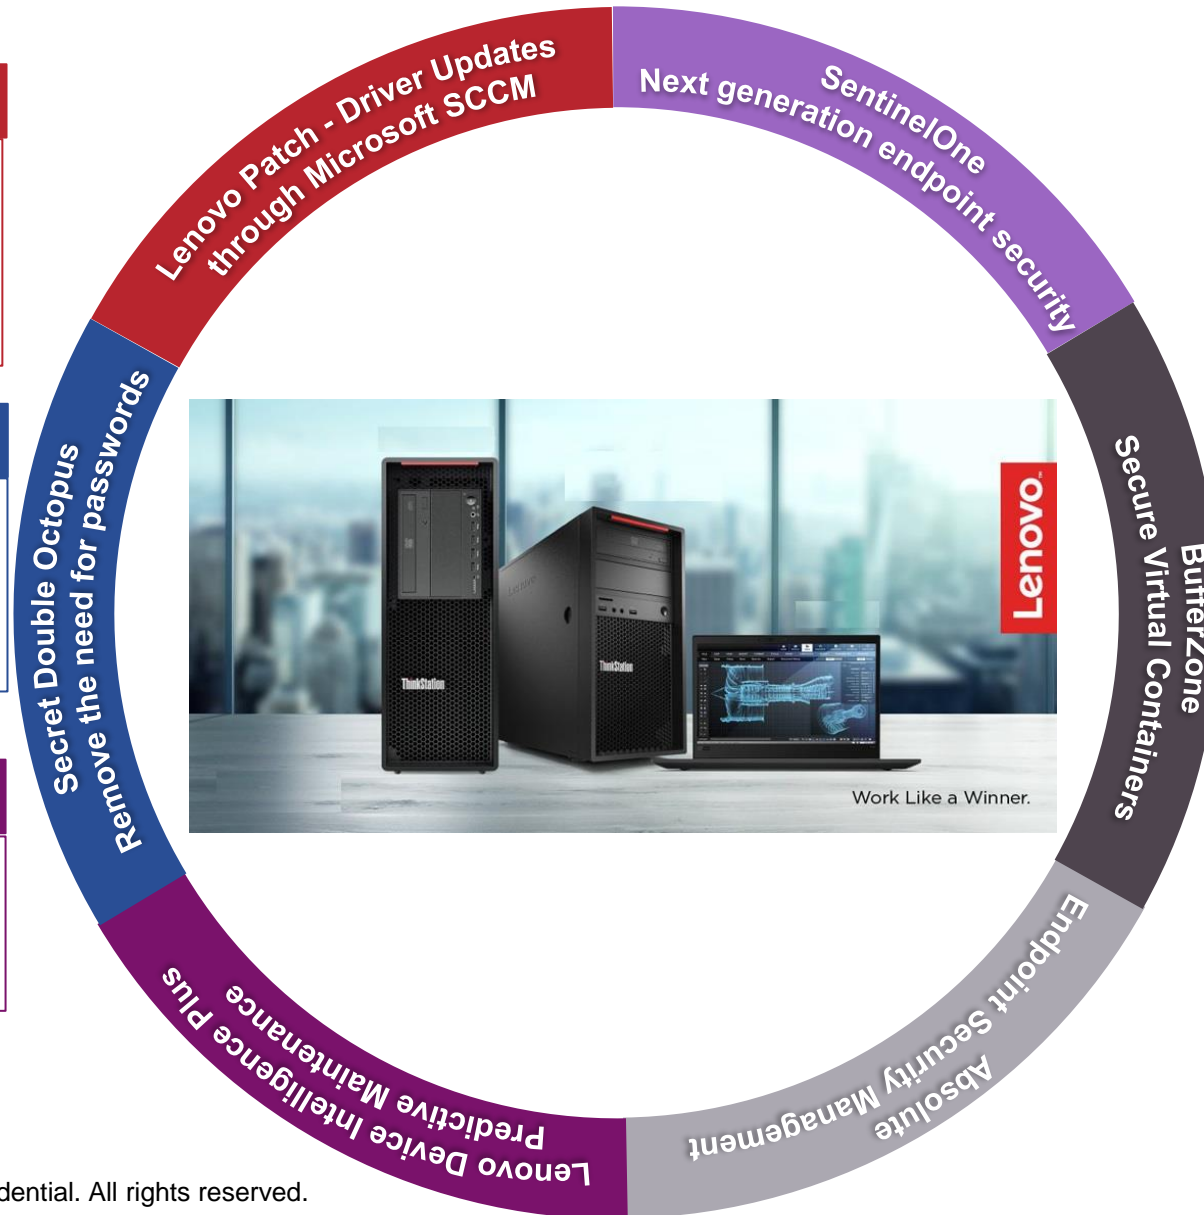 Lenovo Patch - Driver Updates
through Microsoft SCCM
SentinelOne
Next generation endpoint security
BufferZone
Secure Virtual Containers
Absolute
Endpoint Security Management
Lenovo Device Intelligence Plus
Predictive Maintenance
Secret Double Octopus
Remove the need for passwords
Lenovo
ThinkStation
ThinkStation
Work Like a Winner.
All rights reserved.